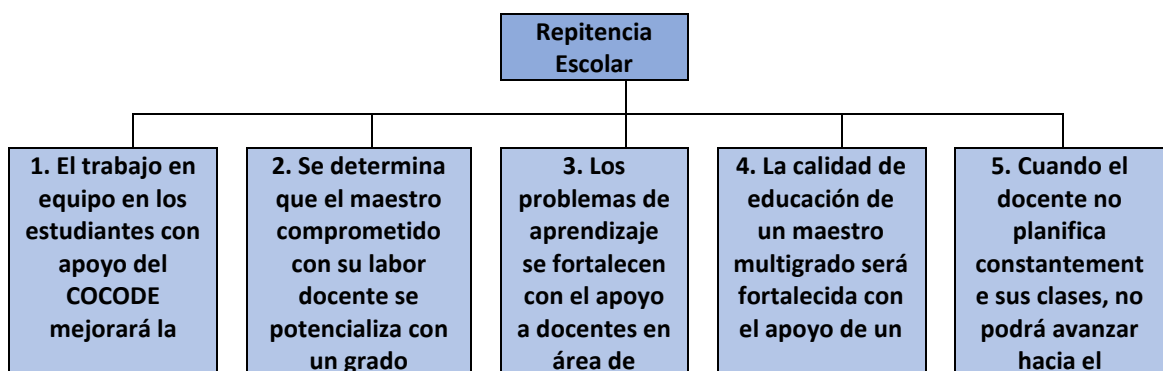 Repitencia
Escolar
1. El trabajo en
equipo en los
estudiantes con
apoyo del
COCODE
mejorará la
2. Se determina
que el maestro
comprometido
con su labor
docente se
potencializa con
un grado
3. Los
problemas de
aprendizaje
se fortalecen
con el apoyo
a docentes en
área de
4. La calidad de
educación de
un maestro
multigrado será
fortalecida con
el apoyo de un
5. Cuando el
docente no
planifica
constantement
e sus clases, no
podrá avanzar
hacia el